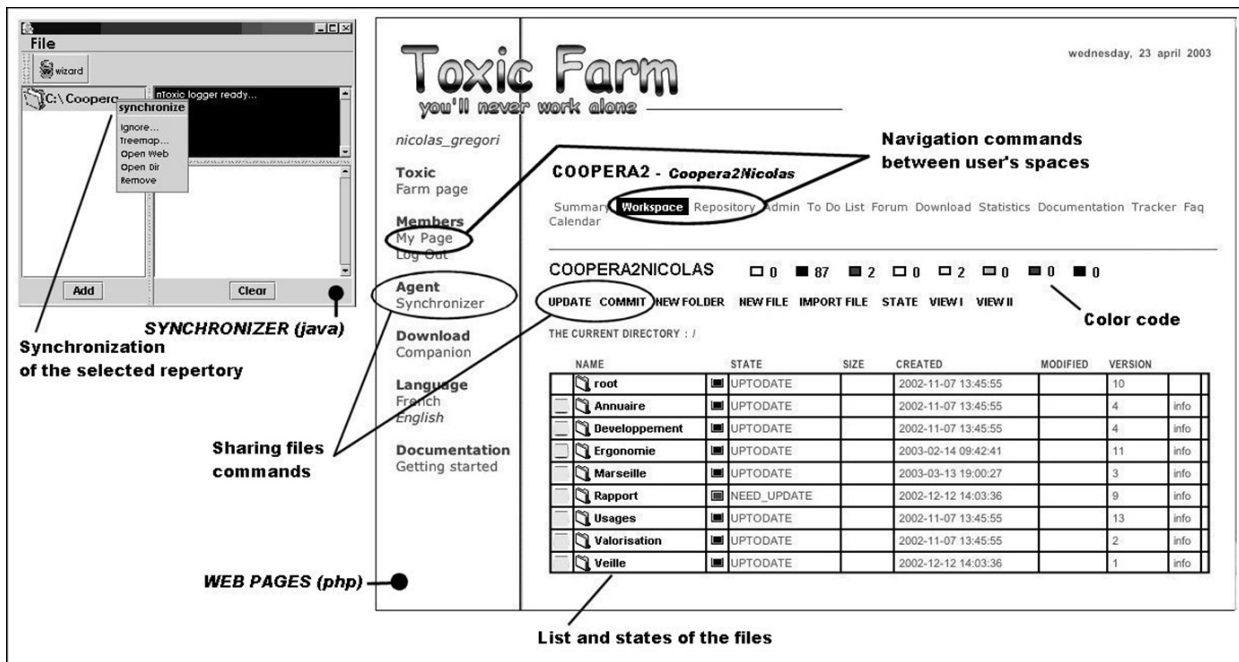 File
wizard
C:\ Coopera
synchronize
Ignore...
Treemap...
Open Web
Open Dir
Remove
nToxic logger ready...
Add
Clear
SYNCHRONIZER (java)
Synchronization
of the selected repertory
Toxic Farm
you'll never work alone
wednesday, 23 april 2003
nicolas_gregori
Toxic
Farm page
Members
My Page
Log Out
Agent
Synchronizer
Download
Companion
Language
French
English
Documentation
Getting started
Navigation commands
between user's spaces
COOPERA2 - Coopera2Nicolas
Summary Workspace Repository Admin To Do List Forum Download Statistics Documentation Tracker Faq
Calendar
COOPERA2NICOLAS 0 87 2 0 2 0 0 0
UPDATE COMMIT NEW FOLDER NEW FILE IMPORT FILE STATE VIEW I VIEW II
Color code
THE CURRENT DIRECTORY : /
NAME STATE SIZE CREATED MODIFIED VERSION
root UPTODATE 2002-11-07 13:45:55 10
Annuaire UPTODATE 2002-11-07 13:45:55 4 info
Developpement UPTODATE 2002-11-07 13:45:55 4 info
Ergonomie UPTODATE 2003-02-14 09:42:41 11 info
Marseille UPTODATE 2003-03-13 19:00:27 3 info
Rapport NEED_UPDATE 2002-12-12 14:03:36 9 info
Usages UPTODATE 2002-11-07 13:45:55 13 info
Valorisation UPTODATE 2002-11-07 13:45:55 2 info
Veille UPTODATE 2002-12-12 14:03:36 1 info
Sharing files
commands
WEB PAGES (php)
List and states of the files